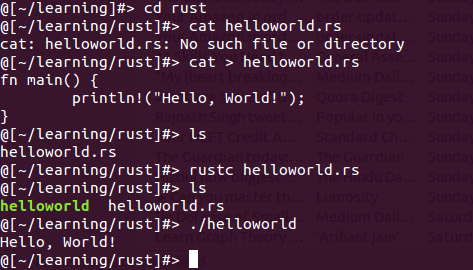 @[~/learning]#> cd rust
@[~/learning/rust]#> cat helloworld.rs
cat: helloworld.rs: No such file or directory
@[~/learning/rust]#> cat > helloworld.rs
fn main() {
        println!("Hello, World!");
}
@[~/learning/rust]#> ls
helloworld.rs
@[~/learning/rust]#> rustc helloworld.rs
@[~/learning/rust]#> ls
helloworld  helloworld.rs
@[~/learning/rust]#> ./helloworld
Hello, World!
@[~/learning/rust]#>